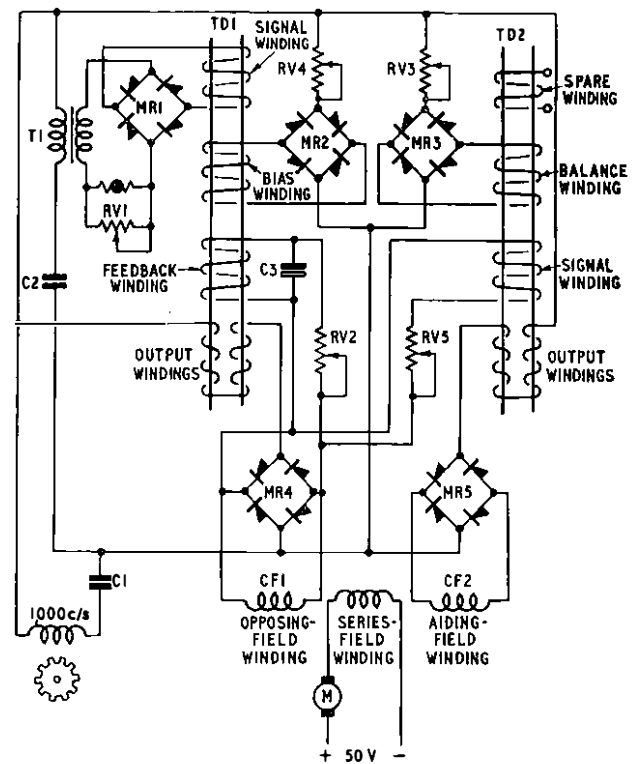 TD1
SIGNAL
WINDING
RV4
RV3
TD2
SPARE
WINDING
MR1
T1
MR2
MR3
BIAS
WINDING
BALANCE
WINDING
RV1
C2
FEEDBACK
WINDING
C3
SIGNAL
WINDING
RV2
RV5
OUTPUT
WINDINGS
OUTPUT
WINDINGS
MR4
MR5
C1
1000c/s
CF1
OPPOSING-
FIELD
WINDING
SERIES-
FIELD
WINDING
CF2
AIDING-
FIELD
WINDING
M
+ 50 V −